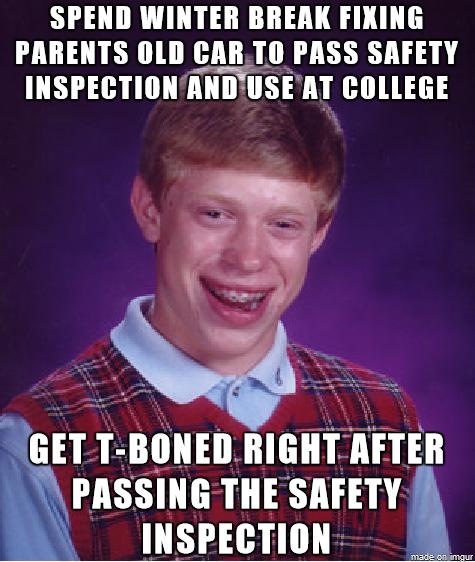 SPEND WINTER BREAK FIXING
PARENTS OLD CAR TO PASS SAFETY
INSPECTION AND USE AT COLLEGE
GET T-BONED RIGHT AFTER
PASSING THE SAFETY
INSPECTION
made on imgur